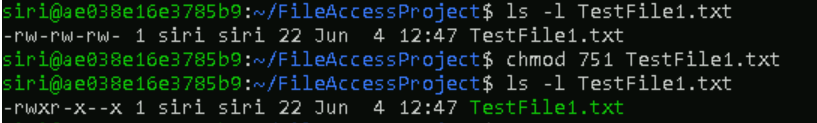 siri@ae038e16e3785b9:~/FileAccessProject$ ls -l TestFile1.txt
-rw-rw-rw- 1 siri siri 22 Jun  4 12:47 TestFile1.txt
siri@ae038e16e3785b9:~/FileAccessProject$ chmod 751 TestFile1.txt
siri@ae038e16e3785b9:~/FileAccessProject$ ls -l TestFile1.txt
-rwxr-x--x 1 siri siri 22 Jun  4 12:47 TestFile1.txt